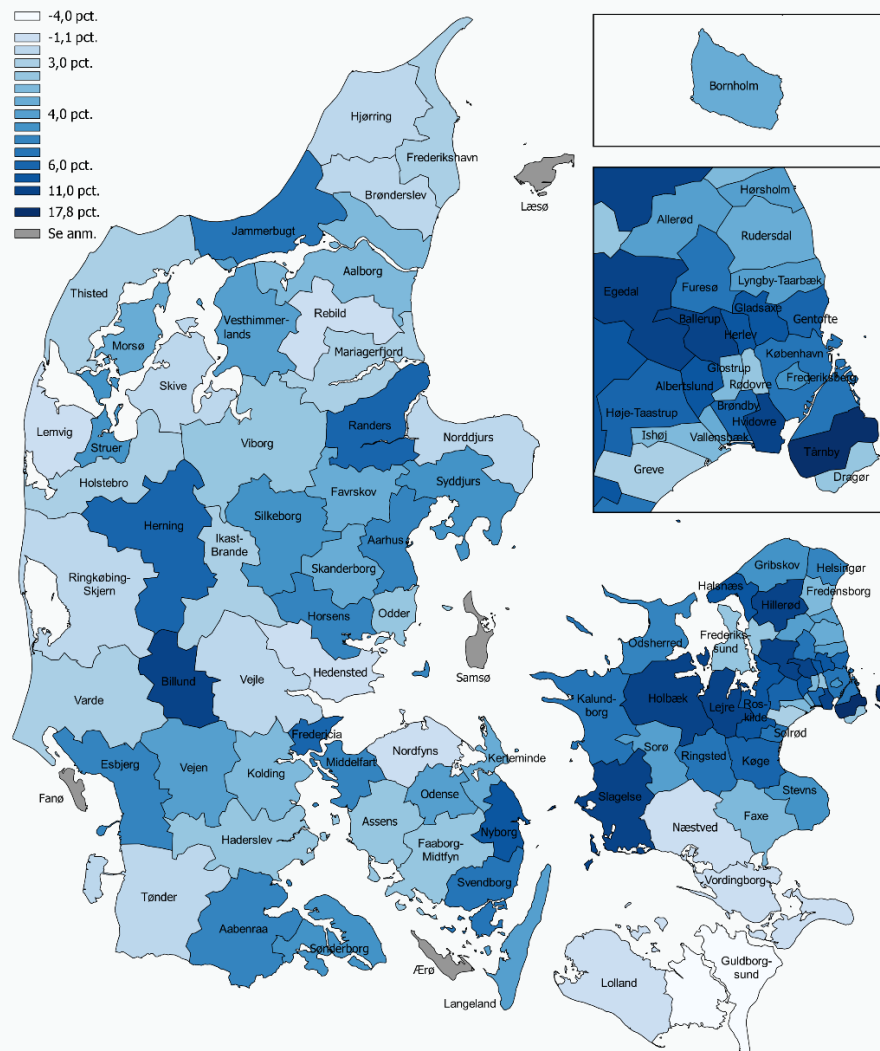 -4,0 pct.
-1,1 pct.
3,0 pct.
4,0 pct.
6,0 pct.
11,0 pct.
17,8 pct.
Se anm.
Hjørring
Frederikshavn
Brønderslev
Læsø
Jammerbugt
Aalborg
Thisted
Rebild
Vesthimmer-
lands
Morsø
Mariagerfjord
Skive
Lemvig
Randers
Struer
Viborg
Norddjurs
Holstebro
Favrskov
Syddjurs
Herning
Silkeborg
Ikast-
Brande
Aarhus
Skanderborg
Ringkøbing-
Skjern
Horsens
Odder
Samsø
Hedensted
Billund
Vejle
Varde
Fredericia
Esbjerg
Vejen
Kolding
Fanø
Middelfart
Nordfyns
Kerteminde
Odense
Assens
Nyborg
Haderslev
Faaborg-
Midtfyn
Svendborg
Tønder
Aabenraa
Sønderborg
Ærø
Langeland
Bornholm
Hørsholm
Allerød
Rudersdal
Egedal
Furesø
Lyngby-Taarbæk
Gladsaxe
Ballerup
Gentofte
Herlev
København
Glostrup
Frederiksberg
Albertslund
Rødovre
Høje-Taastrup
Brøndby
Hvidovre
Ishøj
Vallensbæk
Tårnby
Greve
Dragør
Gribskov
Helsingør
Halsnæs
Fredensborg
Hillerød
Frederiks-
sund
Odsherred
Kalund-
borg
Holbæk
Lejre
Ros-
kilde
Solrød
Sorø
Ringsted
Køge
Stevns
Slagelse
Faxe
Næstved
Vordingborg
Guldborg-
sund
Lolland